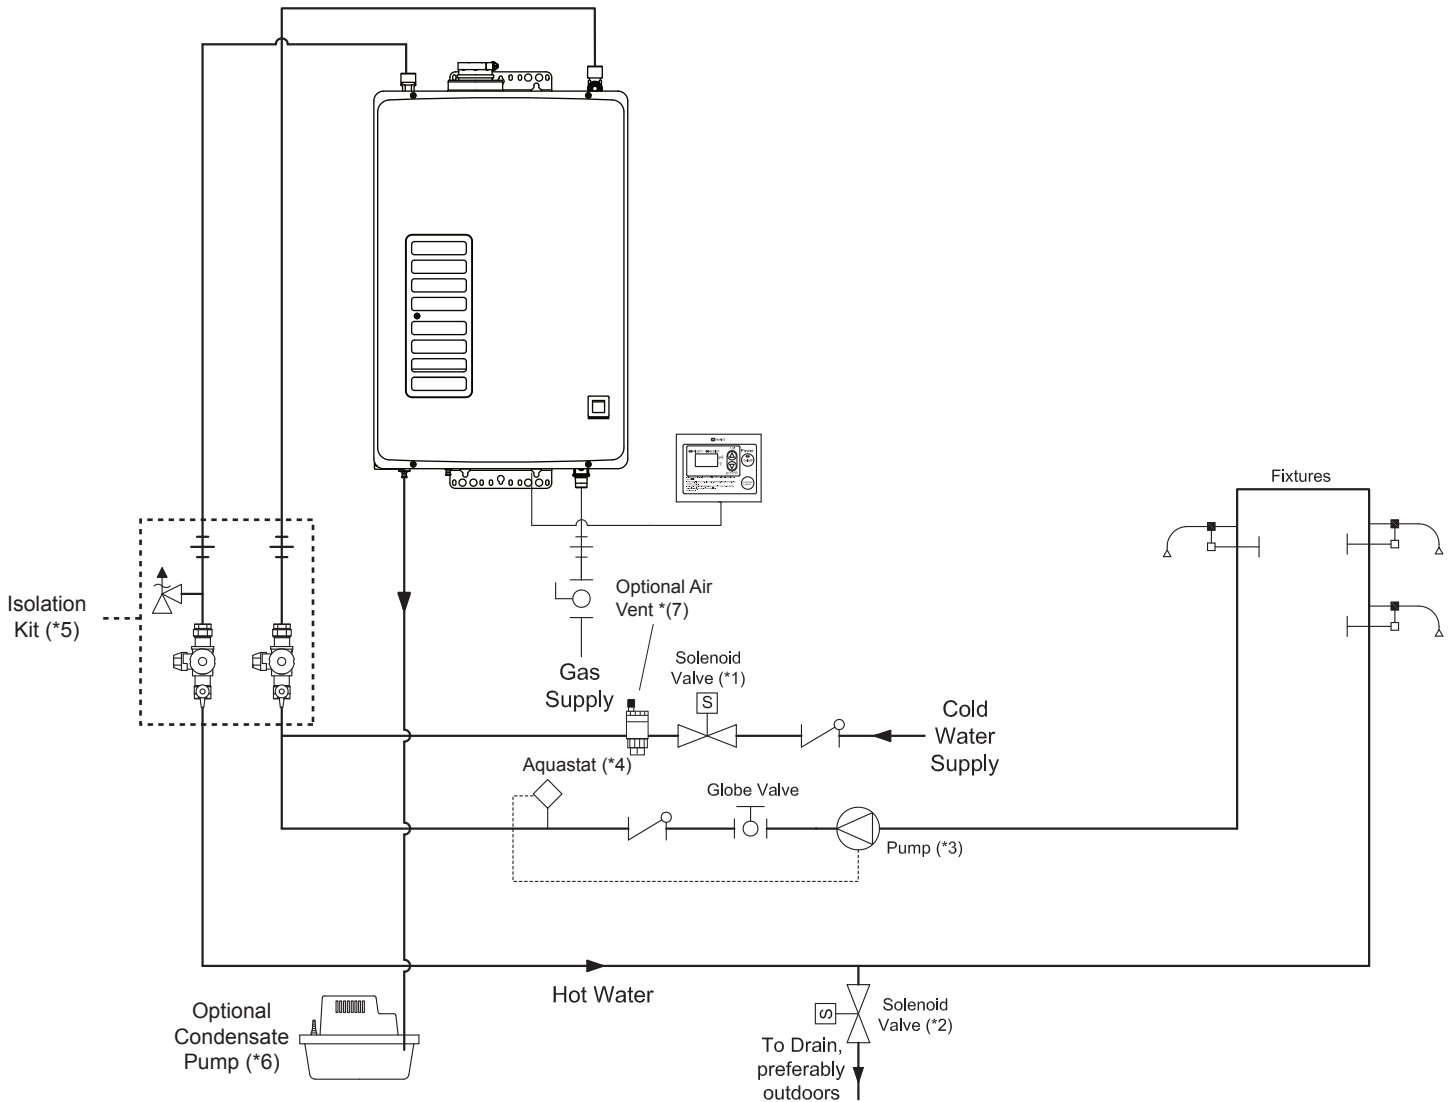 Power
Fixtures
Optional Air
Vent *(7)
Isolation
Kit (*5)
Gas
Supply
Solenoid
Valve (*1)
S
Cold
Water
Supply
Aquastat (*4)
Globe Valve
Pump (*3)
Hot Water
Optional
Condensate
Pump (*6)
S
Solenoid
Valve (*2)
To Drain,
preferably
outdoors